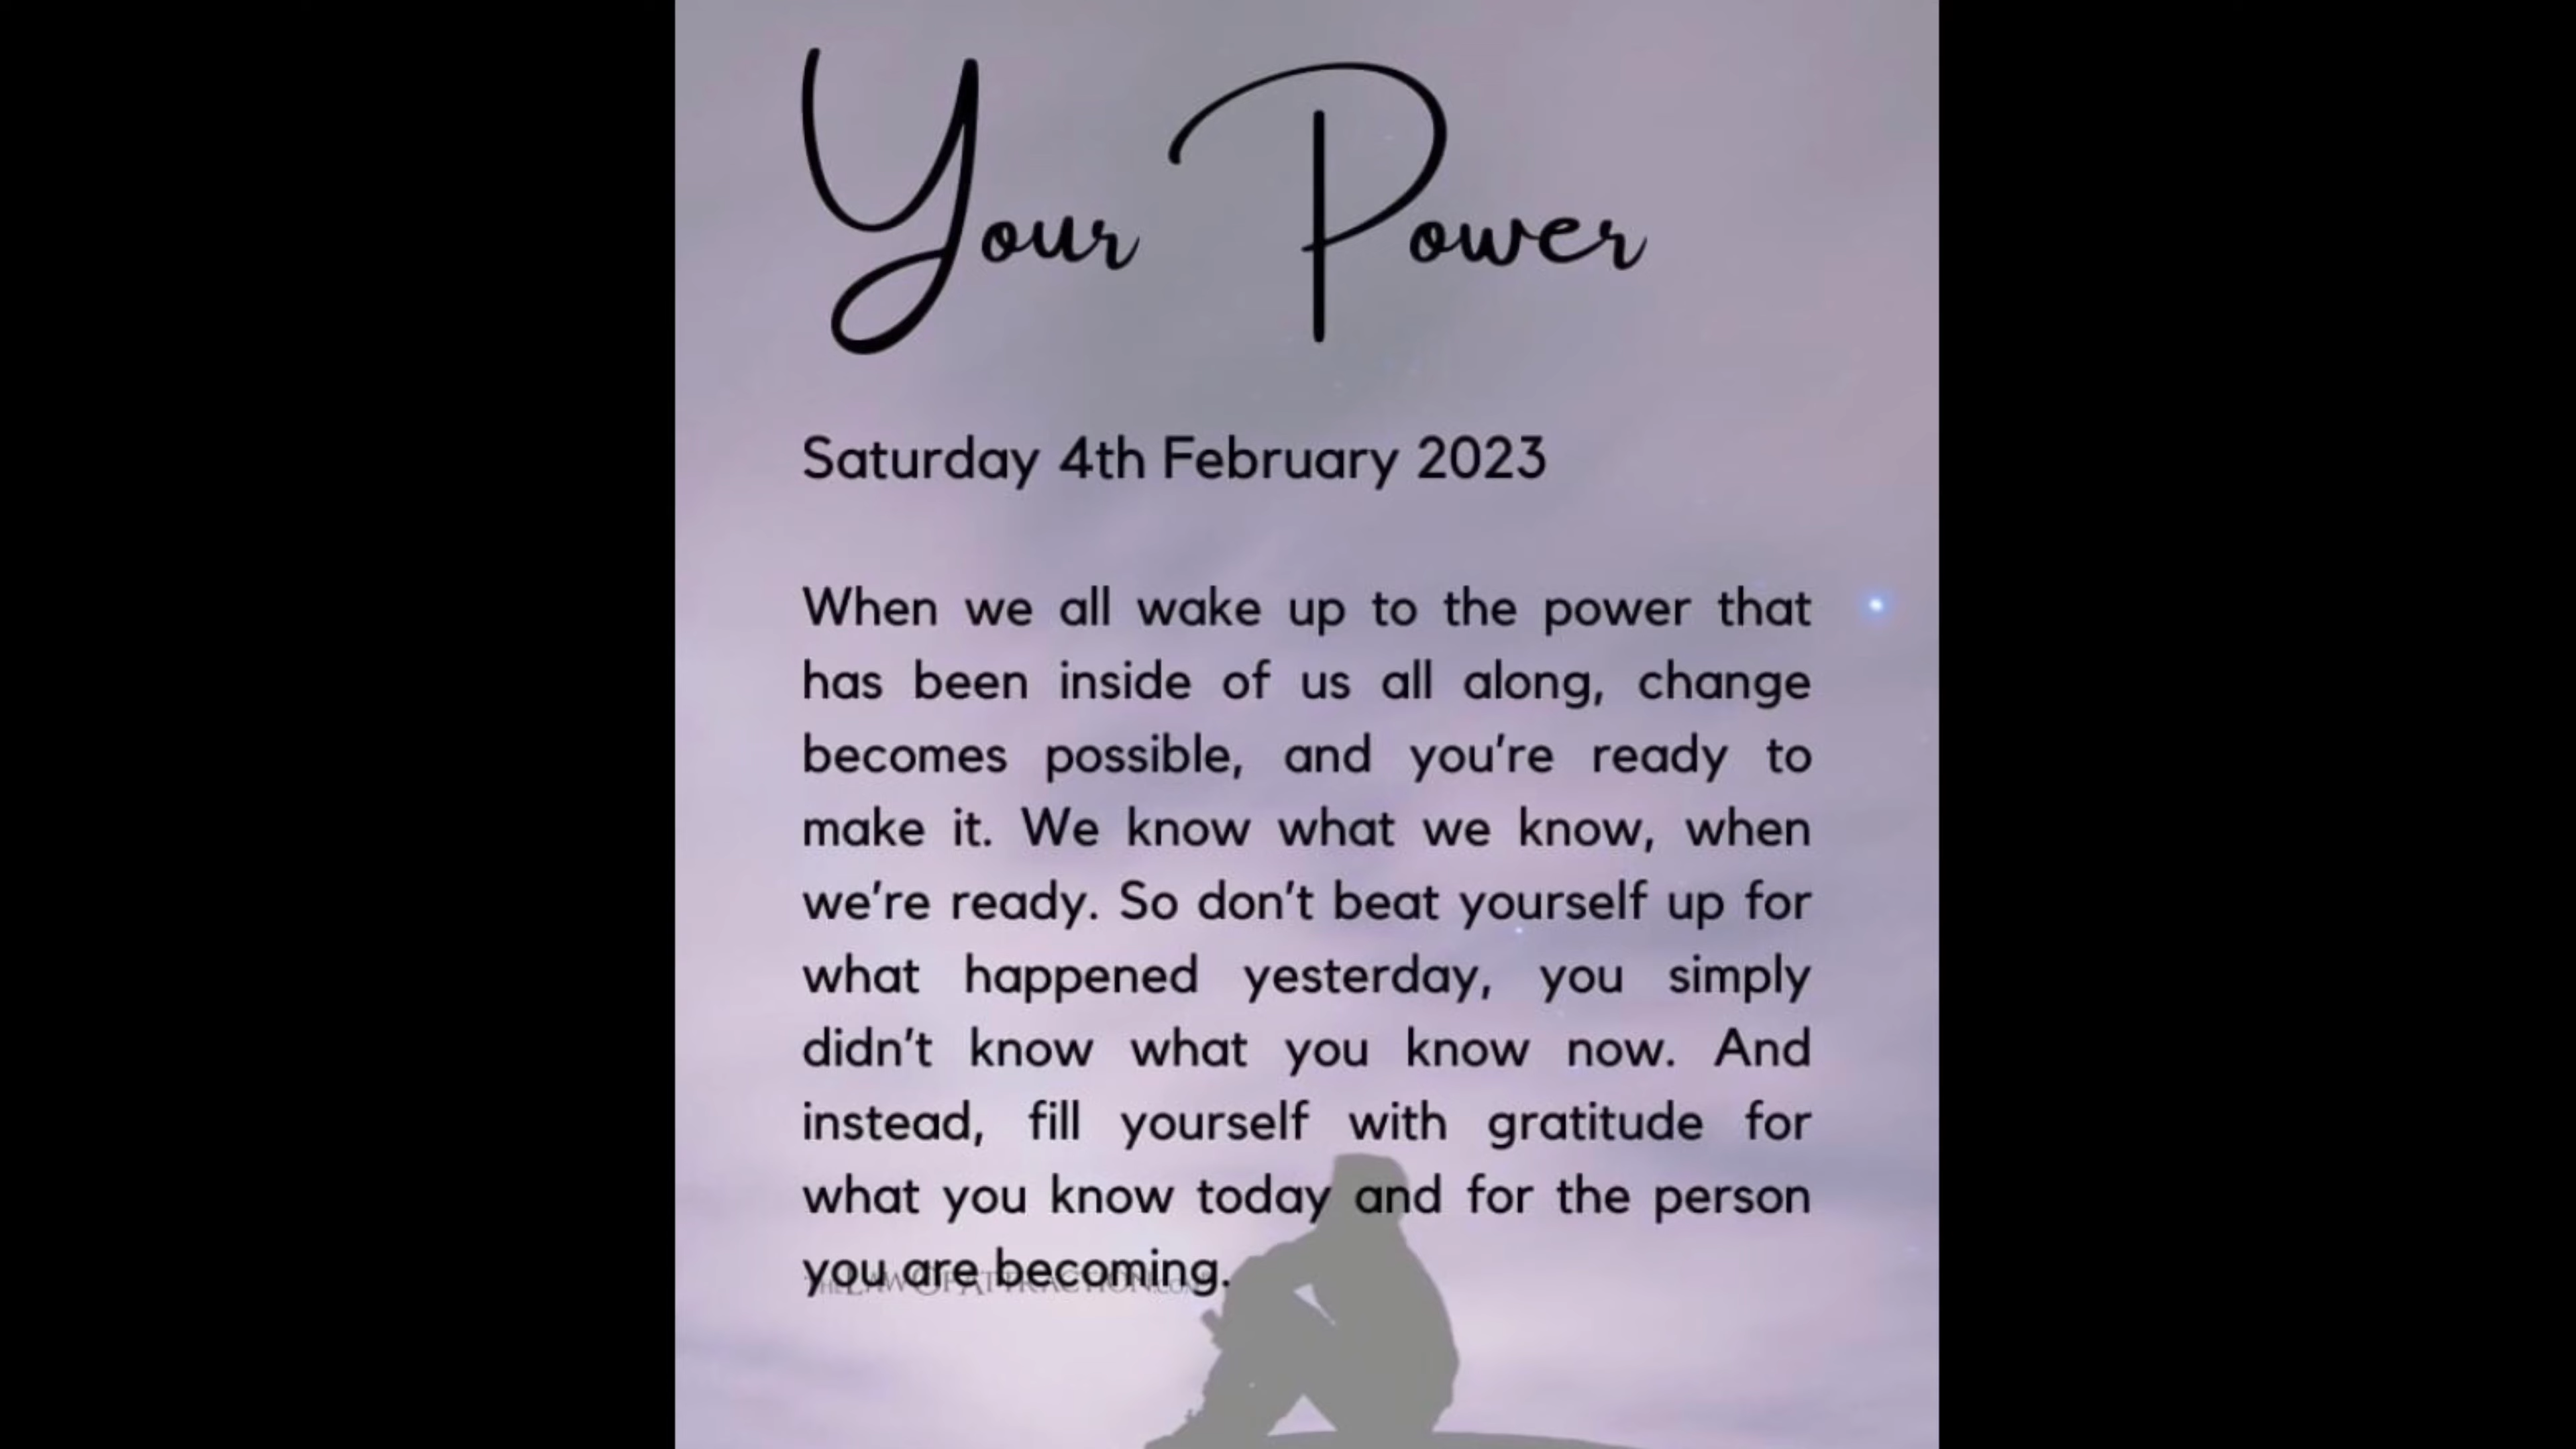 Your Power
Saturday 4th February 2023
When we all wake up to the power that
has been inside of us all along, change
becomes possible, and you’re ready to
make it. We know what we know, when
we’re ready. So don’t beat yourself up for
what happened yesterday, you simply
didn’t know what you know now. And
instead, fill yourself with gratitude for
what you know today and for the person
you are becoming.
THELAWOFATTRACTION.COM